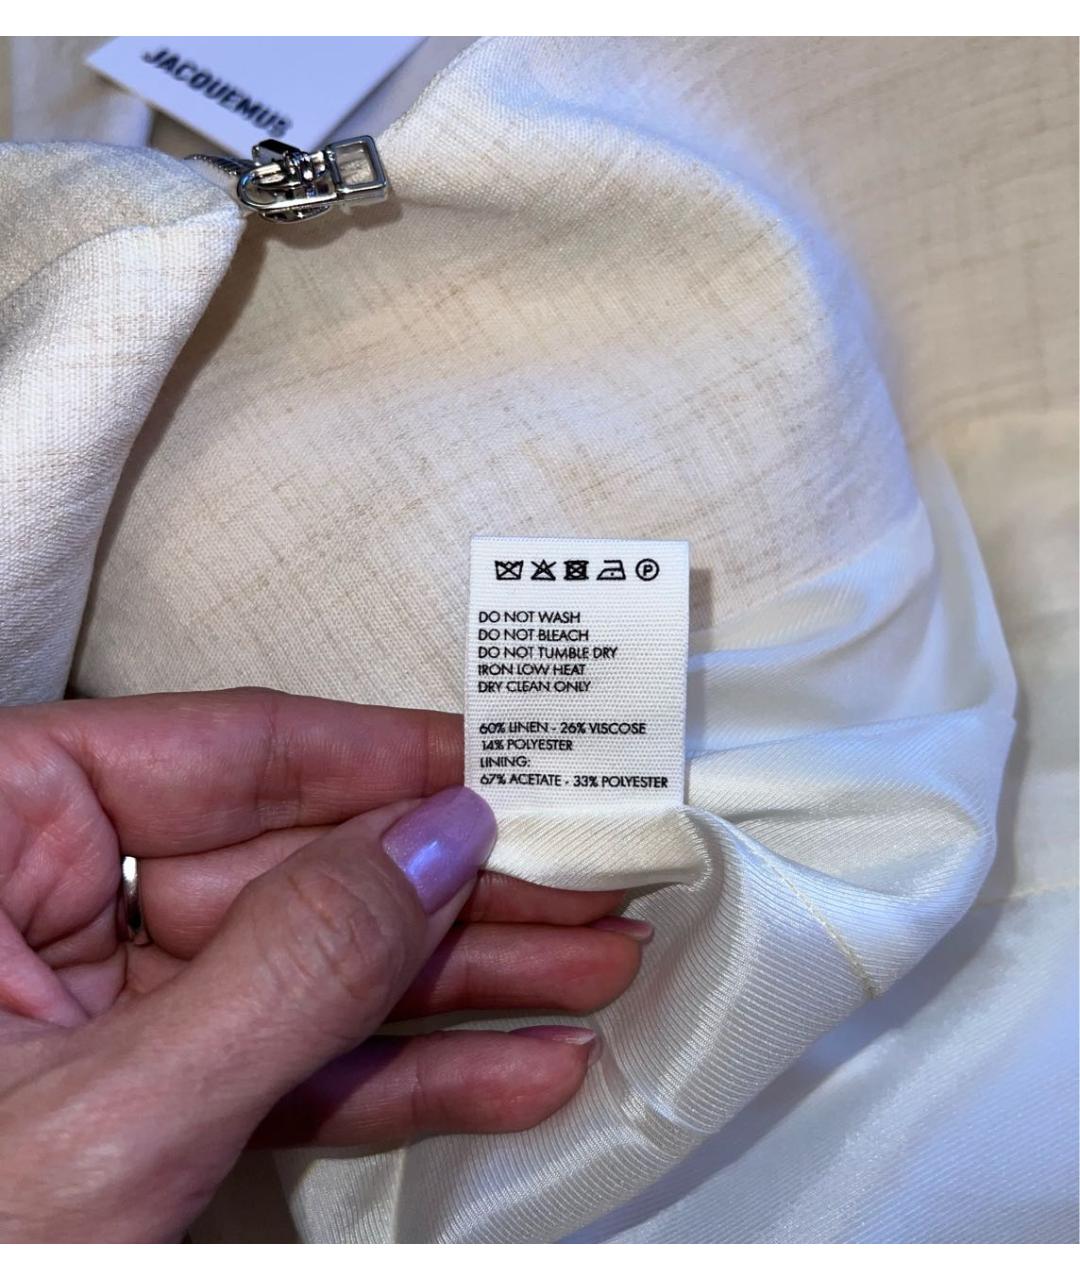 JACQUEMUS
P
DO NOT WASH
DO NOT BLEACH
DO NOT TUMBLE DRY
IRON LOW HEAT
DRY CLEAN ONLY
60% LINEN - 26% VISCOSE
14% POLYESTER
LINING:
67% ACETATE - 33% POLYESTER